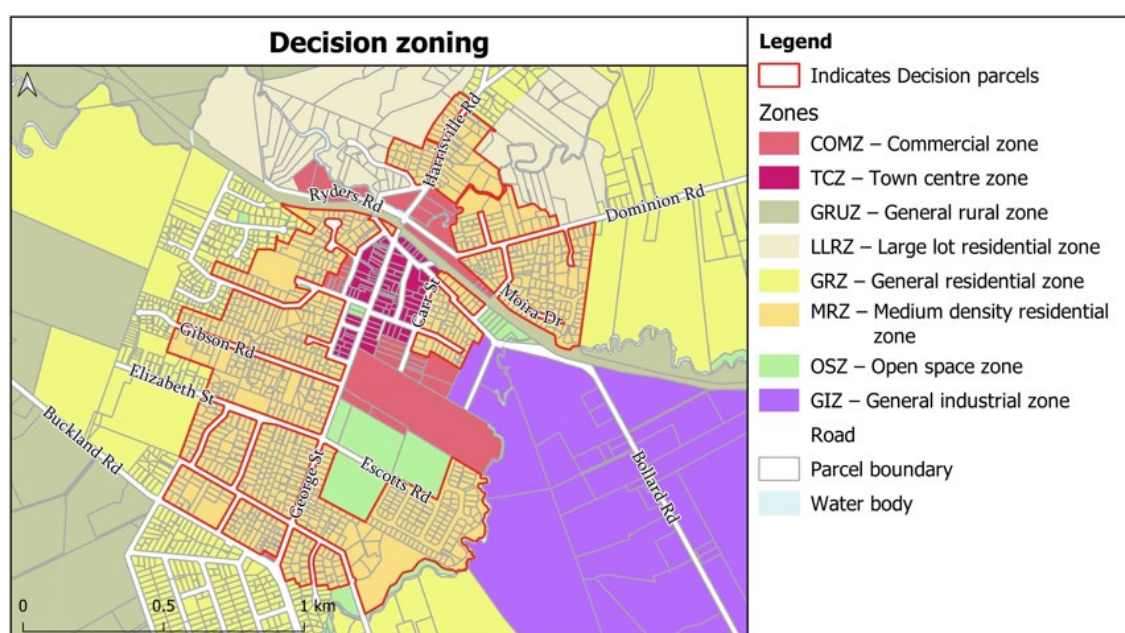 Decision zoning
Legend
Indicates Decision parcels
Zones
COMZ – Commercial zone
TCZ – Town centre zone
GRUZ – General rural zone
LLRZ – Large lot residential zone
GRZ – General residential zone
MRZ – Medium density residential
zone
OSZ – Open space zone
GIZ – General industrial zone
Road
Parcel boundary
Water body
Harrisville Rd
Ryders Rd
Dominion Rd
Carr St
Moira Dr
Gibson Rd
Elizabeth St
Buckland Rd
George St
Escotts Rd
Bollard Rd
0 0.5 1 km